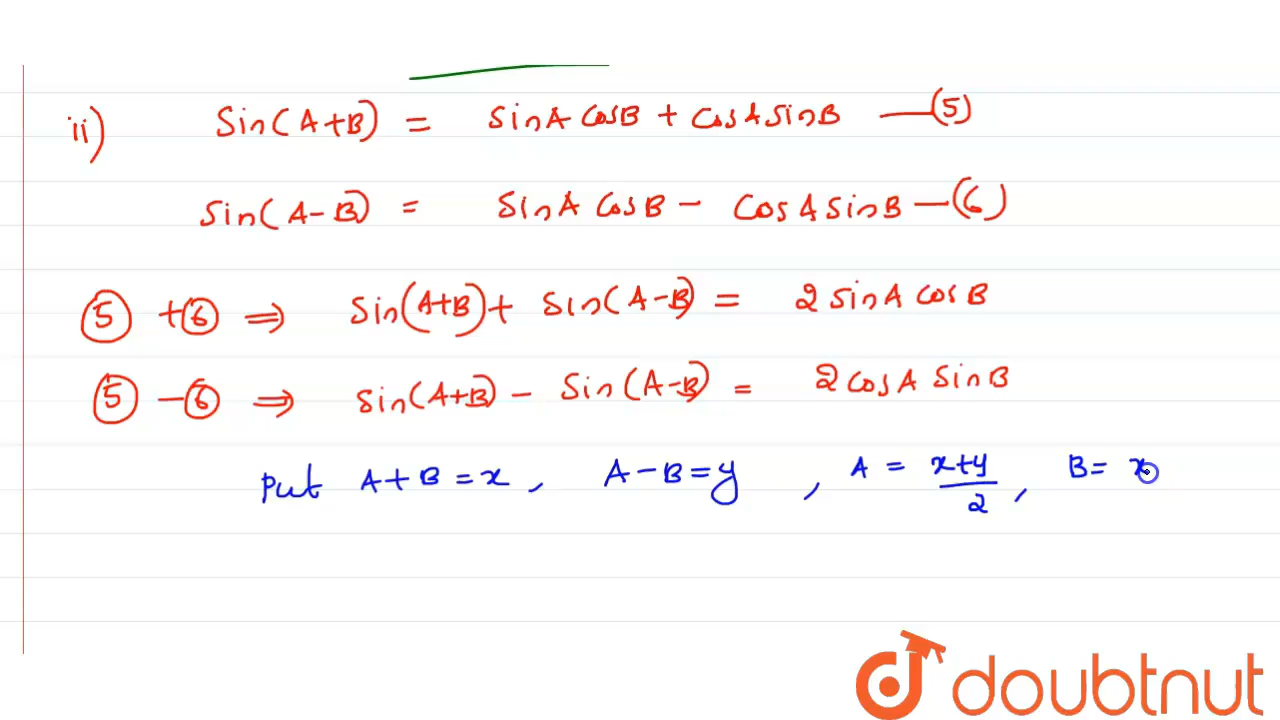 ii) Sin(A+B) = SinA CosB + CosA SinB —(5)
Sin(A-B) = SinA CosB - CosA SinB —(6)
⑤ + ⑥ ⇒ Sin(A+B) + Sin(A-B) = 2 SinA cosB
⑤ - ⑥ ⇒ Sin(A+B) - Sin(A-B) = 2 cosA SinB
Put A+B = x, A-B = y, A = x+y/2, B = x
doubtnut